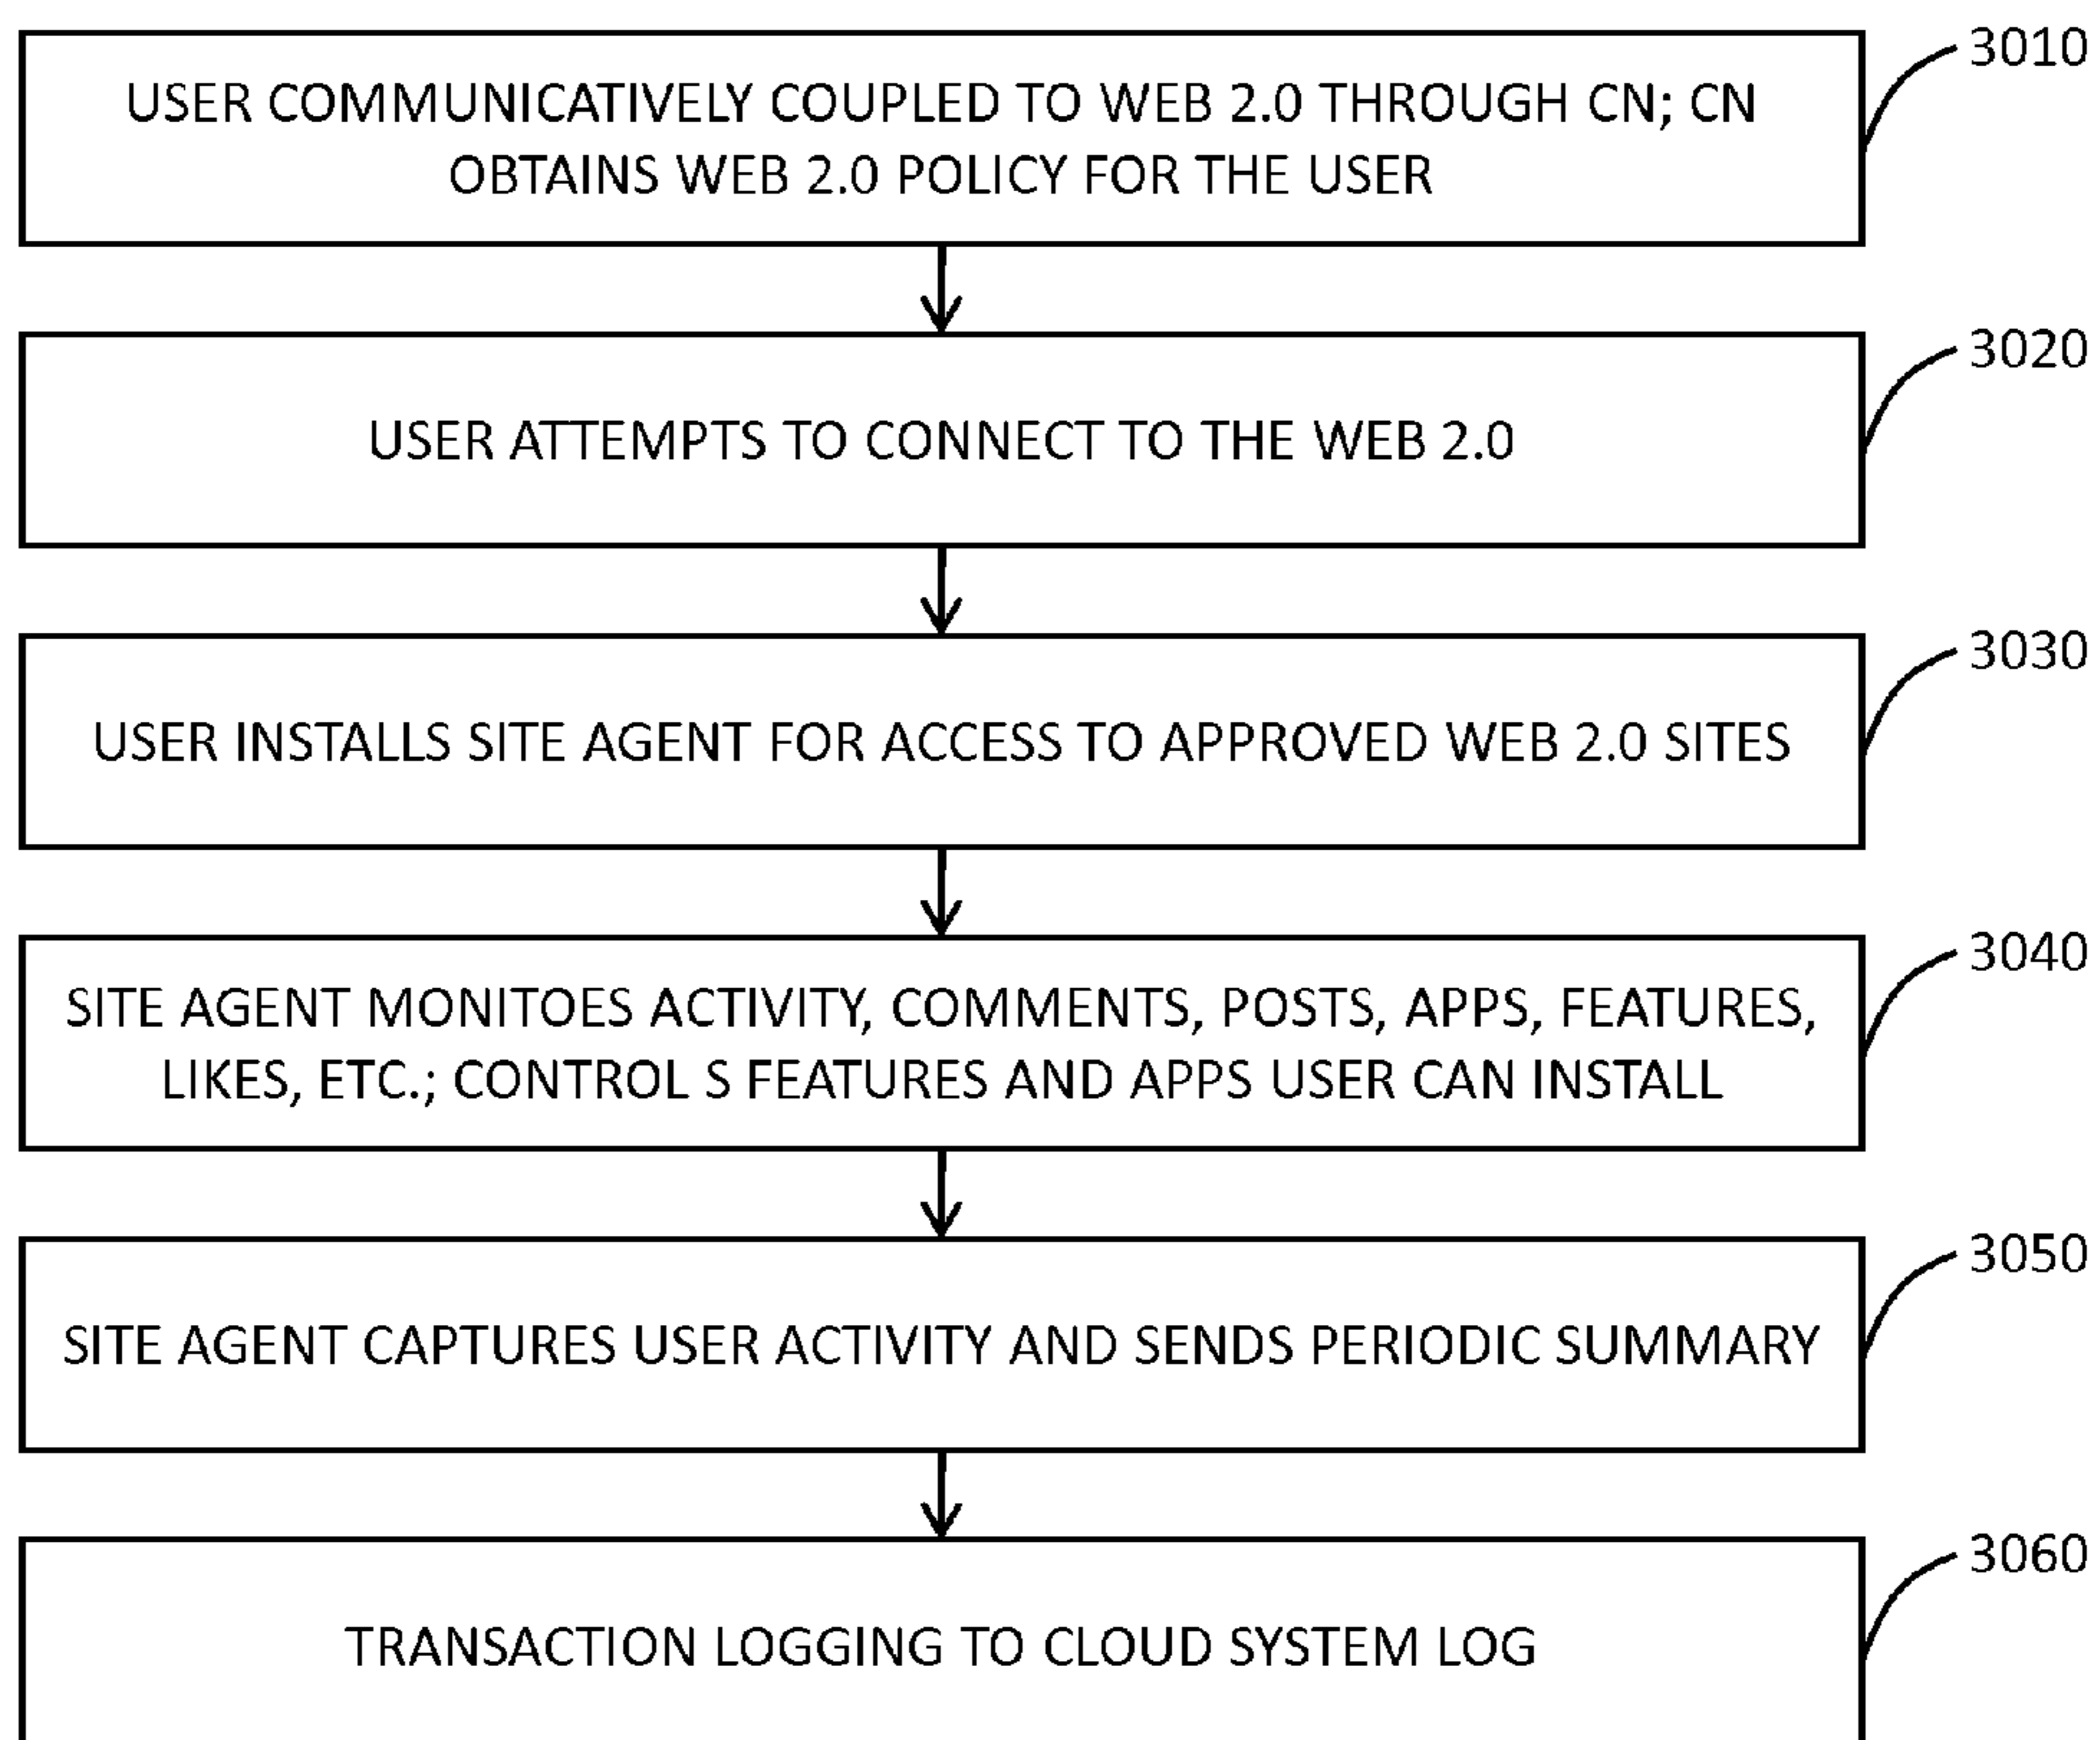 3010
USER COMMUNICATIVELY COUPLED TO WEB 2.0 THROUGH CN; CN
OBTAINS WEB 2.0 POLICY FOR THE USER
3020
USER ATTEMPTS TO CONNECT TO THE WEB 2.0
3030
USER INSTALLS SITE AGENT FOR ACCESS TO APPROVED WEB 2.0 SITES
3040
SITE AGENT MONITOES ACTIVITY, COMMENTS, POSTS, APPS, FEATURES,
LIKES, ETC.; CONTROL S FEATURES AND APPS USER CAN INSTALL
3050
SITE AGENT CAPTURES USER ACTIVITY AND SENDS PERIODIC SUMMARY
3060
TRANSACTION LOGGING TO CLOUD SYSTEM LOG